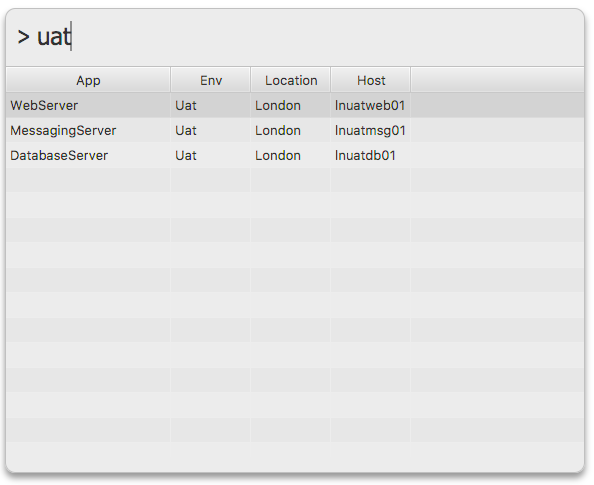 > uat
App Env Location Host
WebServer Uat London lnuatweb01
MessagingServer Uat London lnuatmsg01
DatabaseServer Uat London lnuatdb01